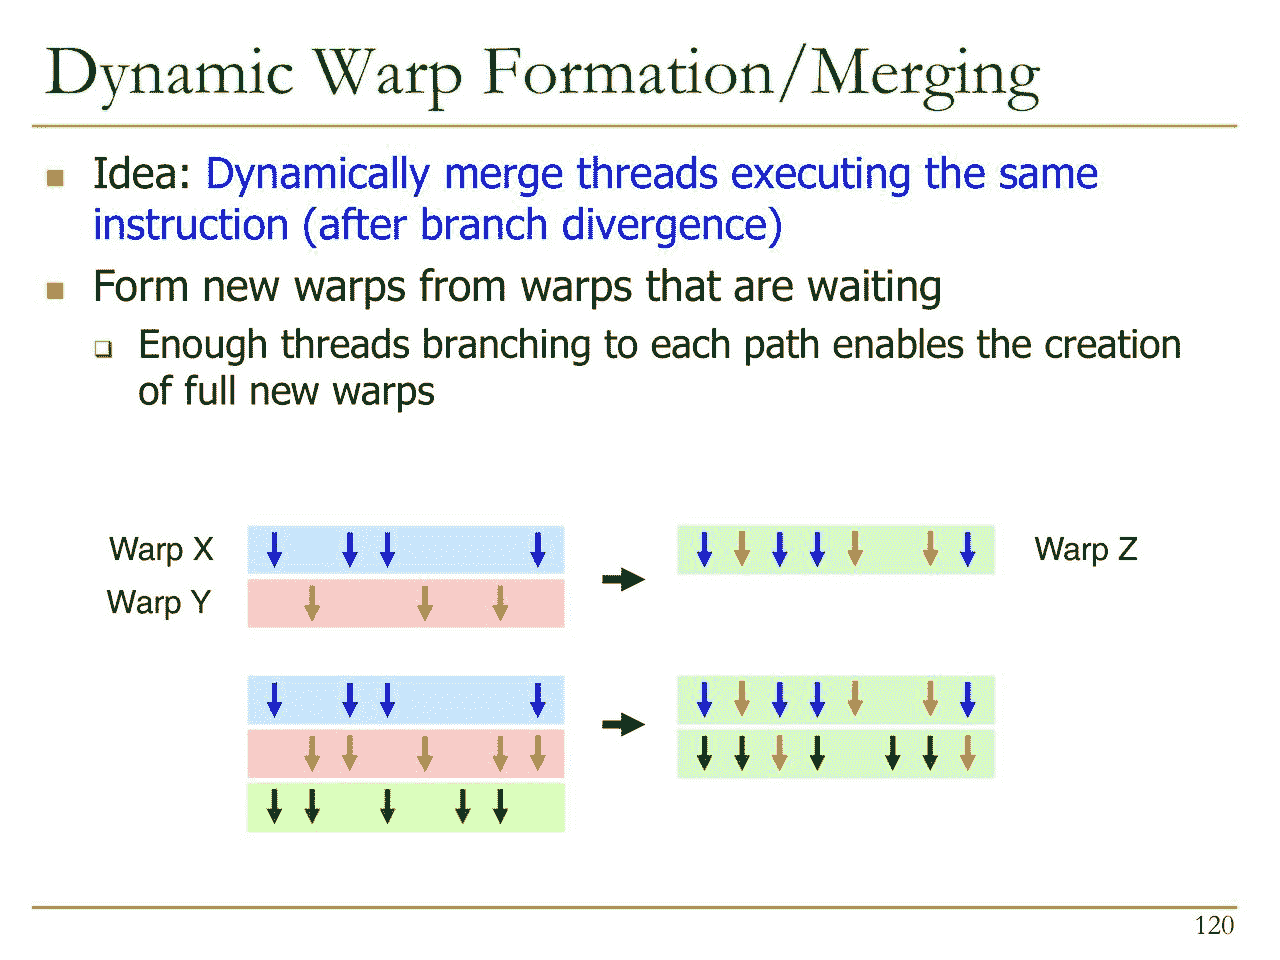 Dynamic Warp Formation/Merging
Idea: Dynamically merge threads executing the same
instruction (after branch divergence)
Form new warps from warps that are waiting
Enough threads branching to each path enables the creation
of full new warps
Warp X
Warp Z
Warp Y
120